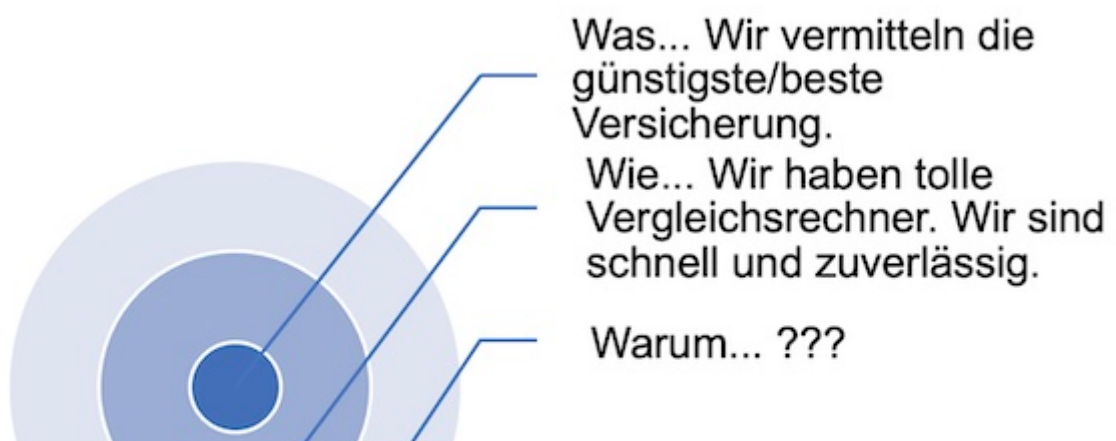 Was... Wir vermitteln die
günstigste/beste
Versicherung.
Wie... Wir haben tolle
Vergleichsrechner. Wir sind
schnell und zuverlässig.
Warum... ???